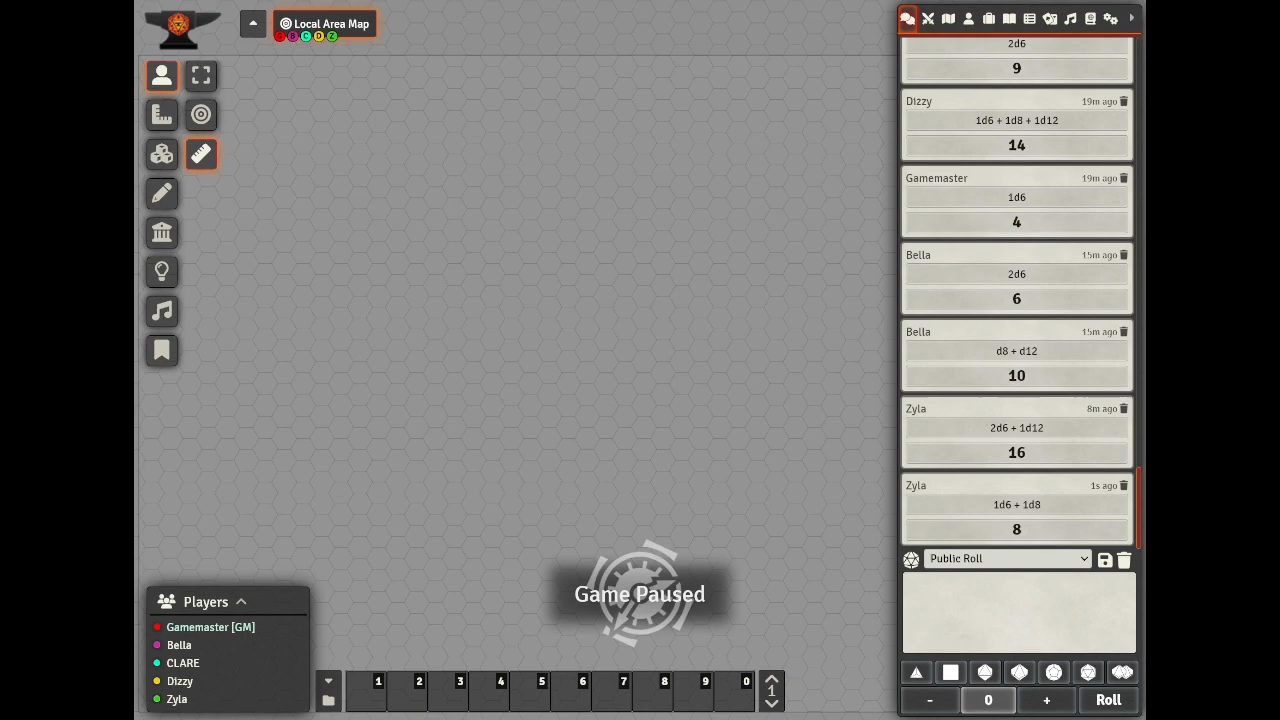 Local Area Map
G B C D Z
2d6
9
Dizzy 19m ago
1d6 + 1d8 + 1d12
14
Gamemaster 19m ago
1d6
4
Bella 15m ago
2d6
6
Bella 15m ago
d8 + d12
10
Zyla 8m ago
2d6 + 1d12
16
Zyla 1s ago
1d6 + 1d8
8
Public Roll
- 0 + Roll
Game Paused
Players
Gamemaster [GM]
Bella
CLARE
Dizzy
Zyla
1 2 3 4 5 6 7 8 9 0
1